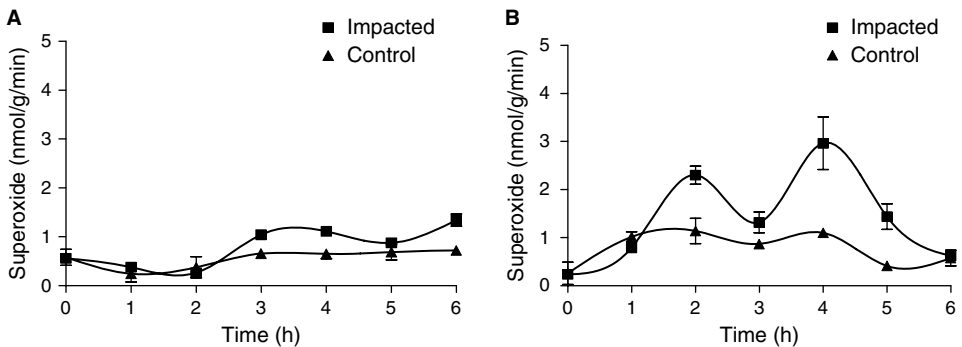 A
Impacted
Control
Superoxide (nmol/g/min)
5
4
3
2
1
0
0 1 2 3 4 5 6
Time (h)
B
Impacted
Control
Superoxide (nmol/g/min)
5
4
3
2
1
0
0 1 2 3 4 5 6
Time (h)